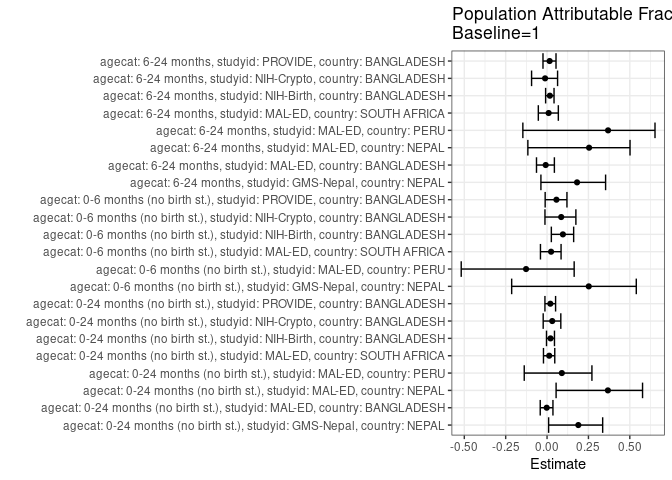 Population Attributable Frac
Baseline=1
agecat: 6-24 months, studyid: PROVIDE, country: BANGLADESH
agecat: 6-24 months, studyid: NIH-Crypto, country: BANGLADESH
agecat: 6-24 months, studyid: NIH-Birth, country: BANGLADESH
agecat: 6-24 months, studyid: MAL-ED, country: SOUTH AFRICA
agecat: 6-24 months, studyid: MAL-ED, country: PERU
agecat: 6-24 months, studyid: MAL-ED, country: NEPAL
agecat: 6-24 months, studyid: MAL-ED, country: BANGLADESH
agecat: 6-24 months, studyid: GMS-Nepal, country: NEPAL
agecat: 0-6 months (no birth st.), studyid: PROVIDE, country: BANGLADESH
agecat: 0-6 months (no birth st.), studyid: NIH-Crypto, country: BANGLADESH
agecat: 0-6 months (no birth st.), studyid: NIH-Birth, country: BANGLADESH
agecat: 0-6 months (no birth st.), studyid: MAL-ED, country: SOUTH AFRICA
agecat: 0-6 months (no birth st.), studyid: MAL-ED, country: PERU
agecat: 0-6 months (no birth st.), studyid: GMS-Nepal, country: NEPAL
agecat: 0-24 months (no birth st.), studyid: PROVIDE, country: BANGLADESH
agecat: 0-24 months (no birth st.), studyid: NIH-Crypto, country: BANGLADESH
agecat: 0-24 months (no birth st.), studyid: NIH-Birth, country: BANGLADESH
agecat: 0-24 months (no birth st.), studyid: MAL-ED, country: SOUTH AFRICA
agecat: 0-24 months (no birth st.), studyid: MAL-ED, country: PERU
agecat: 0-24 months (no birth st.), studyid: MAL-ED, country: NEPAL
agecat: 0-24 months (no birth st.), studyid: MAL-ED, country: BANGLADESH
agecat: 0-24 months (no birth st.), studyid: GMS-Nepal, country: NEPAL
-0.50 -0.25 0.00 0.25 0.50
Estimate